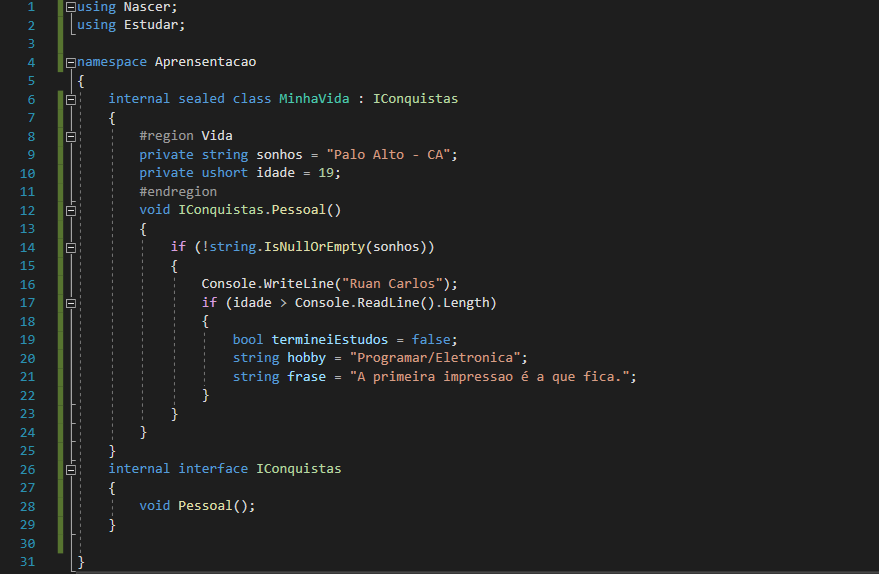 1 using Nascer;
2 using Estudar;
3
4 namespace Aprensentacao
5 {
6 internal sealed class MinhaVida : IConquistas
7 {
8 #region Vida
9 private string sonhos = "Palo Alto - CA";
10 private ushort idade = 19;
11 #endregion
12 void IConquistas.Pessoal()
13 {
14 if (!string.IsNullOrEmpty(sonhos))
15 {
16 Console.WriteLine("Ruan Carlos");
17 if (idade > Console.ReadLine().Length)
18 {
19 bool termineiEstudos = false;
20 string hobby = "Programar/Eletronica";
21 string frase = "A primeira impressao é a que fica.";
22 }
23 }
24 }
25 }
26 internal interface IConquistas
27 {
28 void Pessoal();
29 }
30
31 }